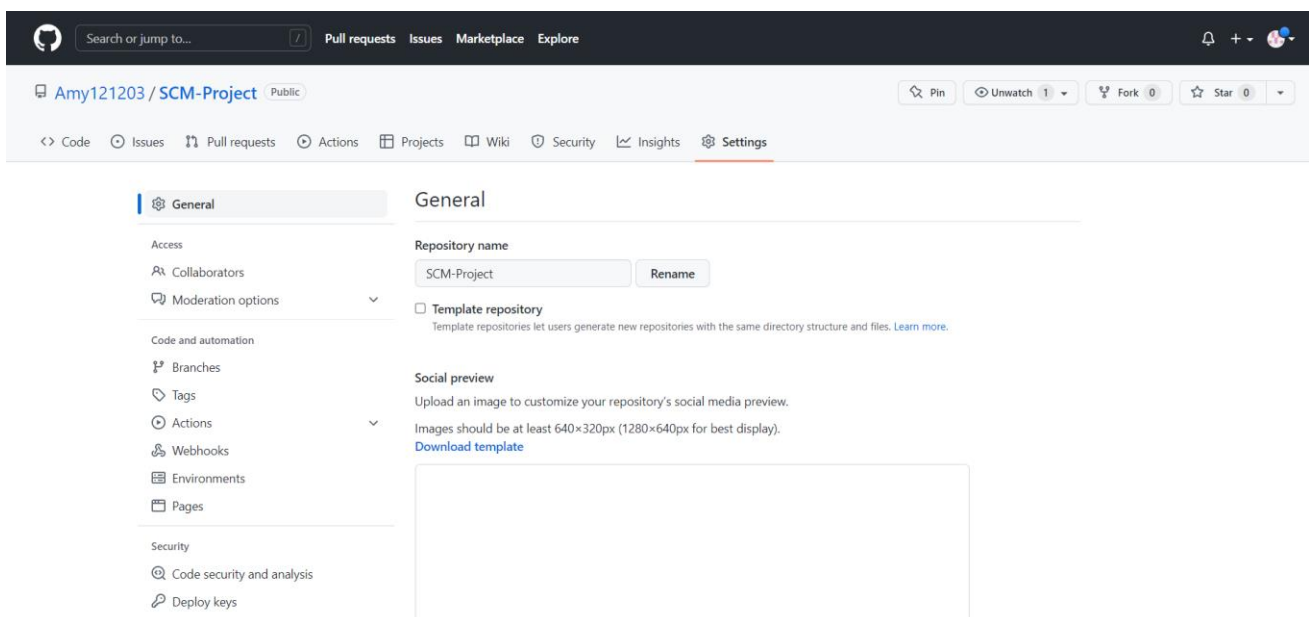 Search or jump to... /
Pull requests Issues Marketplace Explore
Amy121203 / SCM-Project Public
Pin Unwatch 1 Fork 0 Star 0
<> Code Issues Pull requests Actions Projects Wiki Security Insights Settings
General
Access
Collaborators
Moderation options
Code and automation
Branches
Tags
Actions
Webhooks
Environments
Pages
Security
Code security and analysis
Deploy keys
General
Repository name
SCM-Project Rename
Template repository
Template repositories let users generate new repositories with the same directory structure and files. Learn more.
Social preview
Upload an image to customize your repository's social media preview.
Images should be at least 640×320px (1280×640px for best display).
Download template